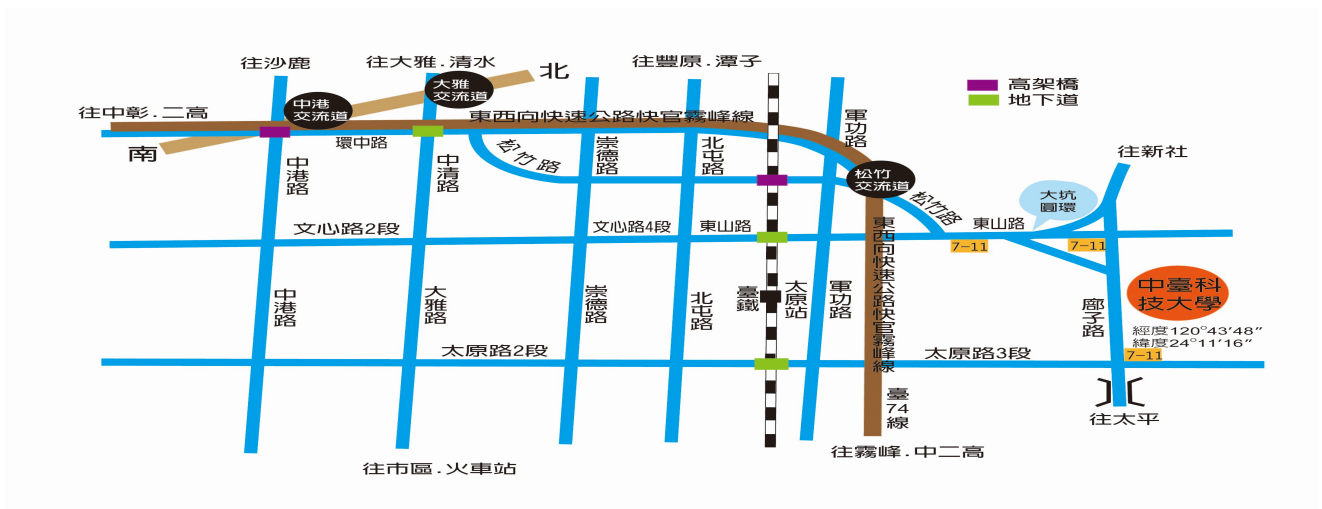 往沙鹿
往大雅.清水
北
往豐原.潭子
高架橋
地下道
大雅
交流道
中港
交流道
往中彰.二高
東西向快速公路快官霧峰線
南
環中路
松竹路
崇德路
北屯路
軍功路
往新社
中港路
中清路
松竹
交流道
松竹路
大坑
圓環
文心路2段
文心路4段
東山路
東山路
7-11
7-11
東西向快速公路快官霧峰線
中港路
大雅路
崇德路
北屯路
臺鐵
太原站
軍功路
廍子路
中臺科
技大學
經度120°43′48″
緯度24°11′16″
7-11
太原路2段
太原路3段
臺74線
往太平
往霧峰.中二高
往市區.火車站